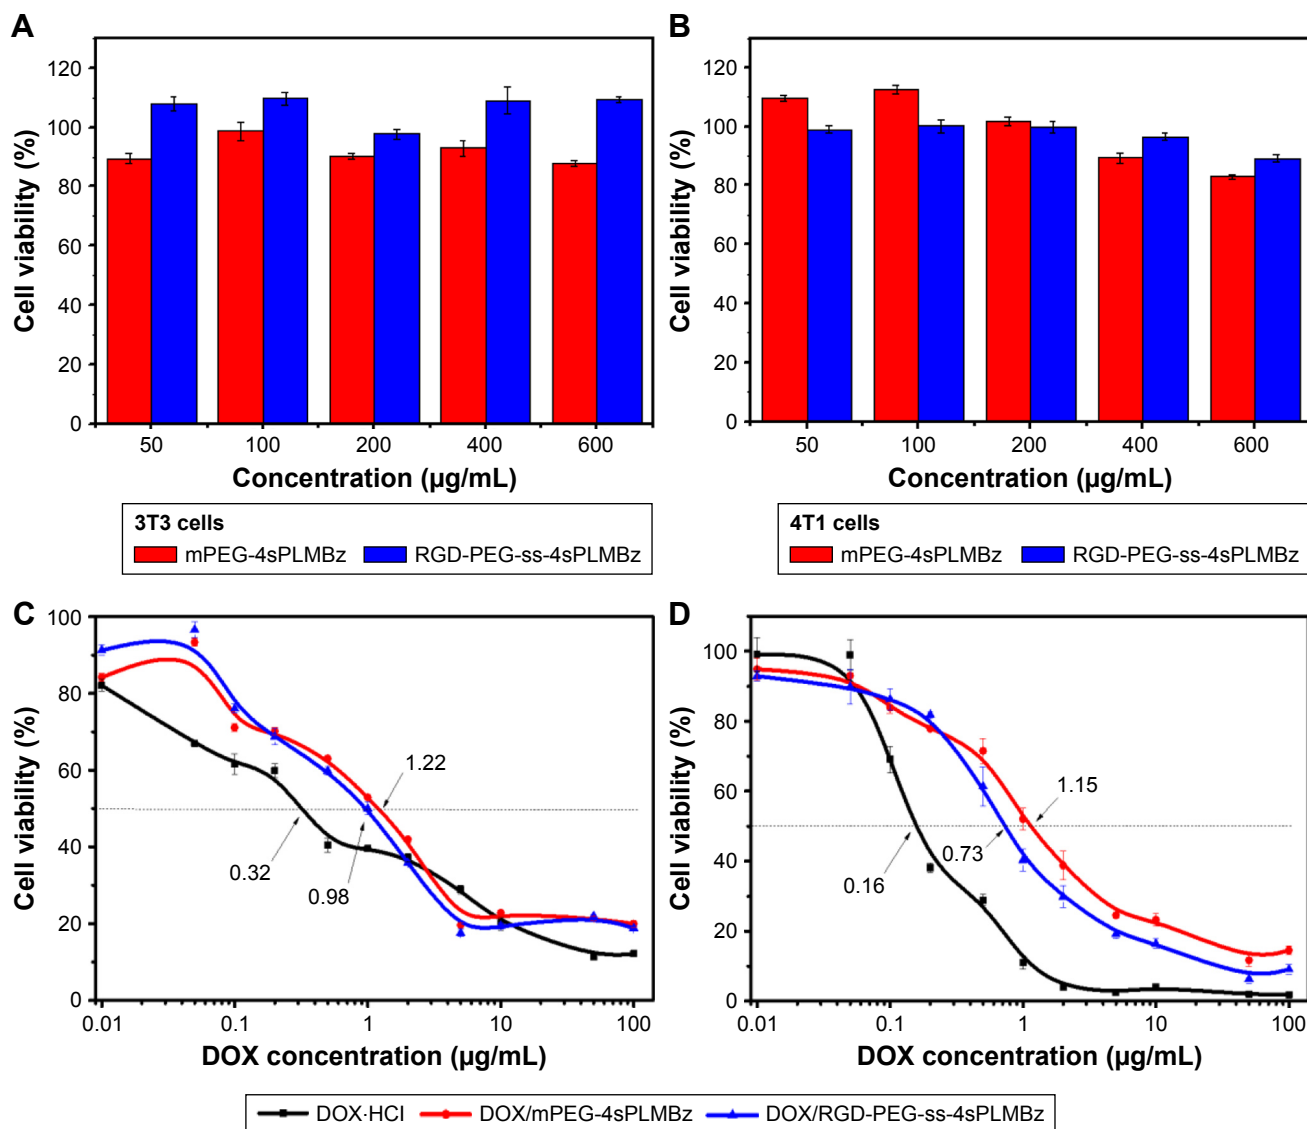 A
Cell viability (%)
120
100
80
60
40
20
0
50 100 200 400 600
Concentration (µg/mL)
3T3 cells
mPEG-4sPLMBz RGD-PEG-ss-4sPLMBz
B
Cell viability (%)
120
100
80
60
40
20
0
50 100 200 400 600
Concentration (µg/mL)
4T1 cells
mPEG-4sPLMBz RGD-PEG-ss-4sPLMBz
C
Cell viability (%)
100
80
60
40
20
0
1.22
0.32
0.98
0.01 0.1 1 10 100
DOX concentration (µg/mL)
D
Cell viability (%)
100
80
60
40
20
0
1.15
0.73
0.16
0.01 0.1 1 10 100
DOX concentration (µg/mL)
DOX·HCl DOX/mPEG-4sPLMBz DOX/RGD-PEG-ss-4sPLMBz